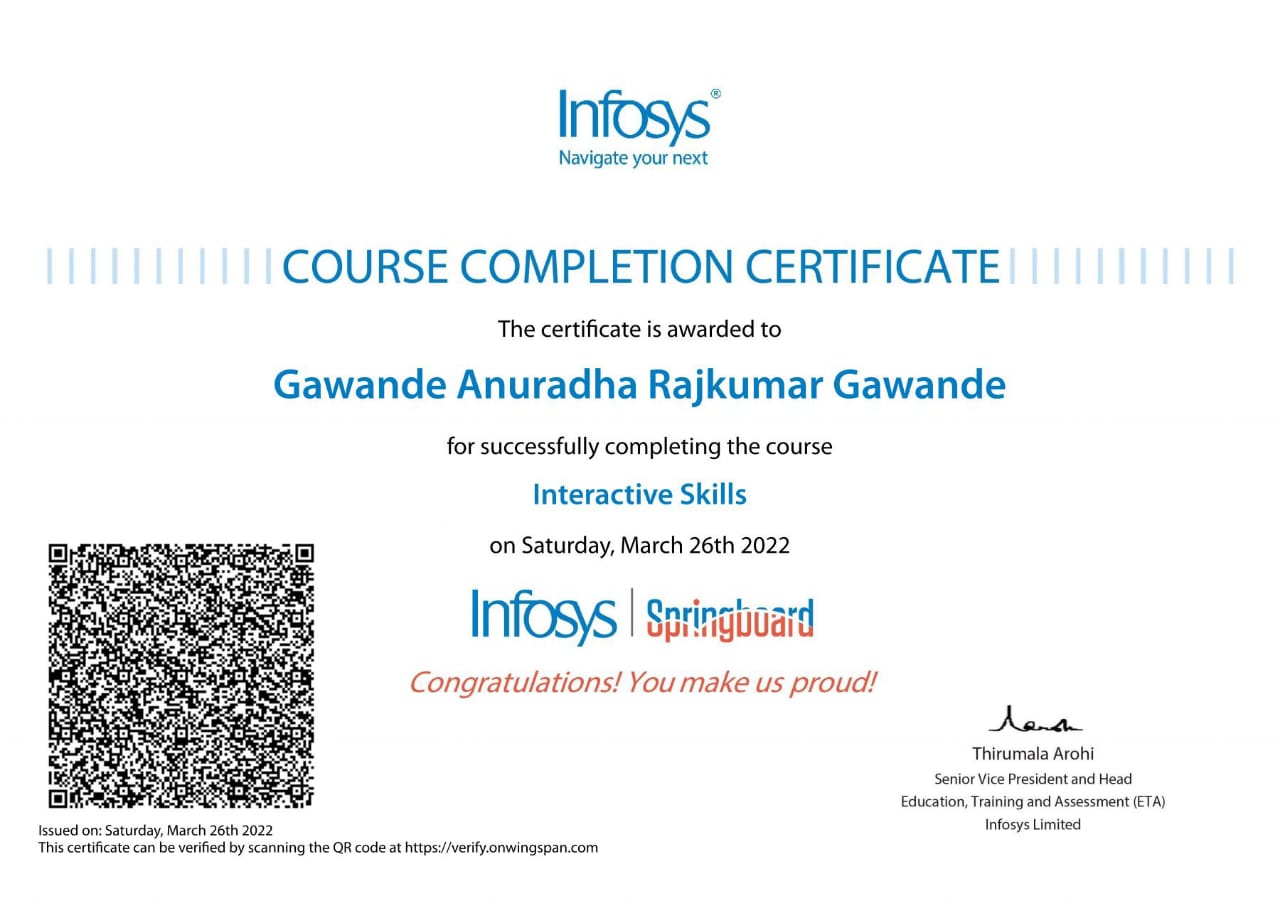 Infosys®
Navigate your next
COURSE COMPLETION CERTIFICATE
The certificate is awarded to
Gawande Anuradha Rajkumar Gawande
for successfully completing the course
Interactive Skills
on Saturday, March 26th 2022
Infosys | Springboard
Congratulations! You make us proud!
Thirumala Arohi
Senior Vice President and Head
Education, Training and Assessment (ETA)
Infosys Limited
Issued on: Saturday, March 26th 2022
This certificate can be verified by scanning the QR code at https://verify.onwingspan.com